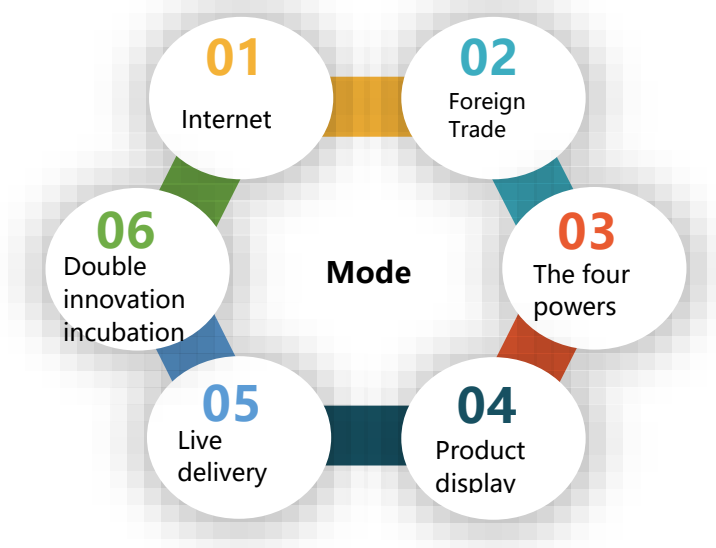 01
Internet
02
Foreign
Trade
03
The four
powers
04
Product
display
05
Live
delivery
06
Double
innovation
incubation
Mode